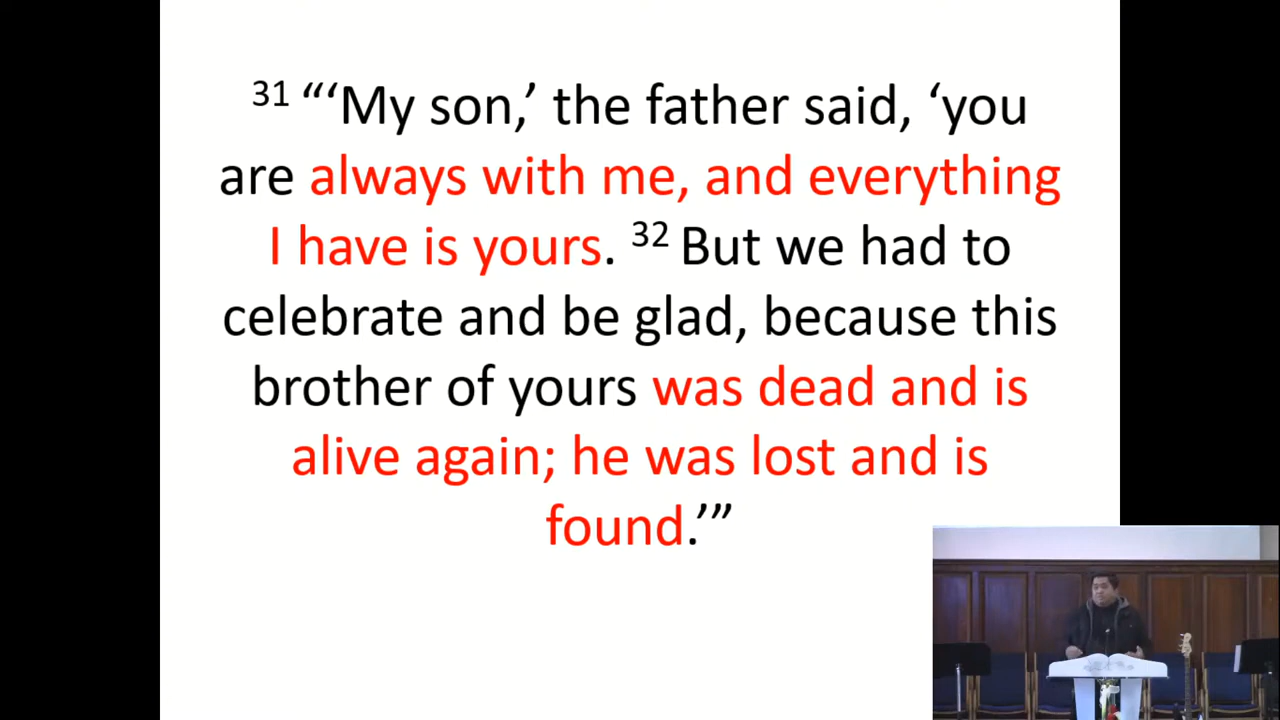 31 “‘My son,’ the father said, ‘you
are always with me, and everything
I have is yours. 32 But we had to
celebrate and be glad, because this
brother of yours was dead and is
alive again; he was lost and is
found.’”